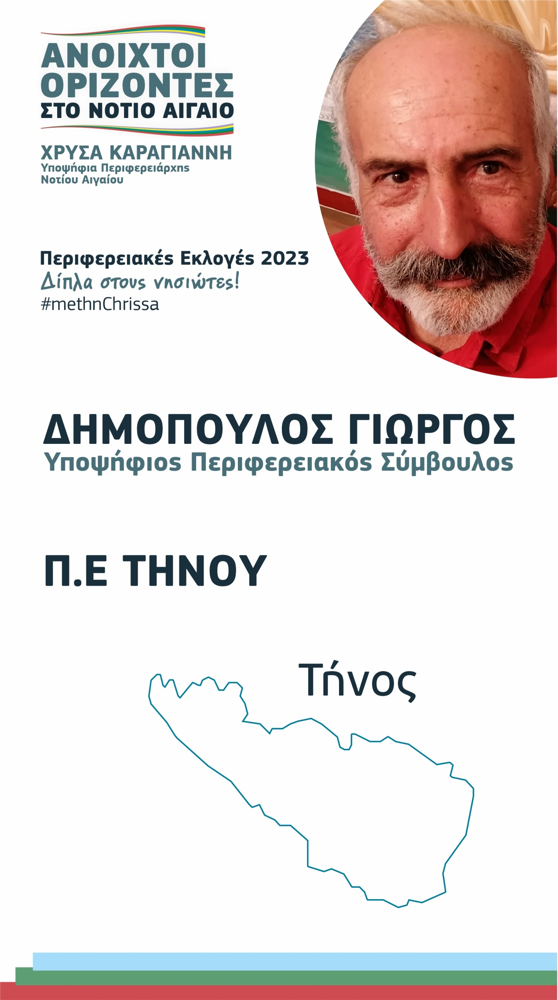 ΑΝΟΙΧΤΟΙ
ΟΡΙΖΟΝΤΕΣ
ΣΤΟ ΝΟΤΙΟ ΑΙΓΑΙΟ
ΧΡΥΣΑ ΚΑΡΑΓΙΑΝΝΗ
Υποψήφια Περιφερειάρχης
Νοτίου Αιγαίου
Περιφερειακές Εκλογές 2023
Δίπλα στους νησιώτες!
#methnChrissa
ΔΗΜΟΠΟΥΛΟΣ ΓΙΩΡΓΟΣ
Υποψήφιος Περιφερειακός Σύμβουλος
Π.Ε ΤΗΝΟΥ
Τήνος